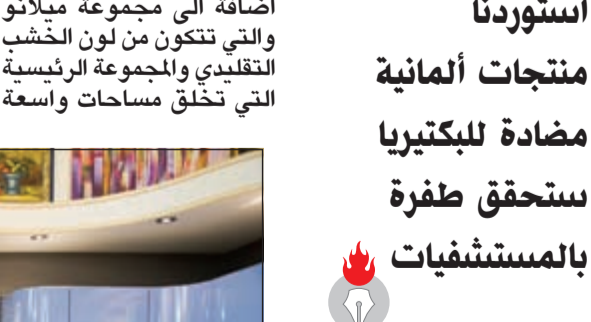 استوردنا
منتجات ألمانية
مضادة للبكتيريا
ستحقق طفرة
بالمستشفيات
اضافة الى مجموعة ميلانو
والتي تتكون من لون الخشب
التقليدي والمجموعة الرئيسية
التي تخلق مساحات واسعة